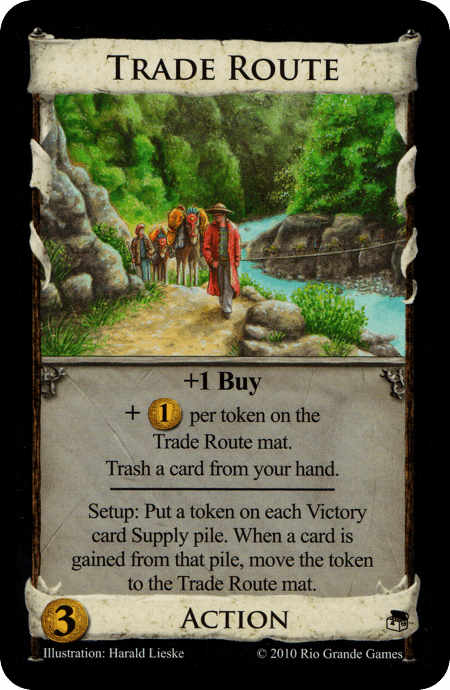 TRADE ROUTE
+1 Buy
+ 1 per token on the
Trade Route mat.
Trash a card from your hand.
Setup: Put a token on each Victory
card Supply pile. When a card is
gained from that pile, move the token
to the Trade Route mat.
3 ACTION
Illustration: Harald Lieske © 2010 Rio Grande Games